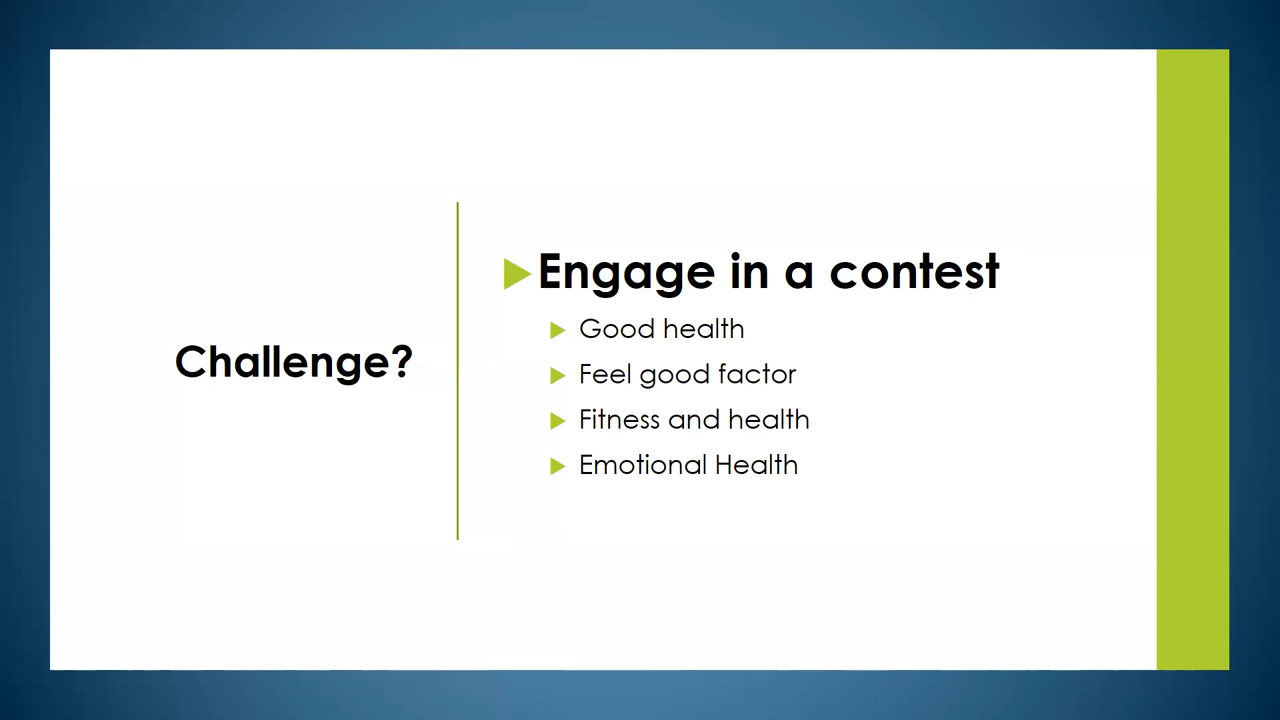 Challenge?
Engage in a contest
Good health
Feel good factor
Fitness and health
Emotional Health